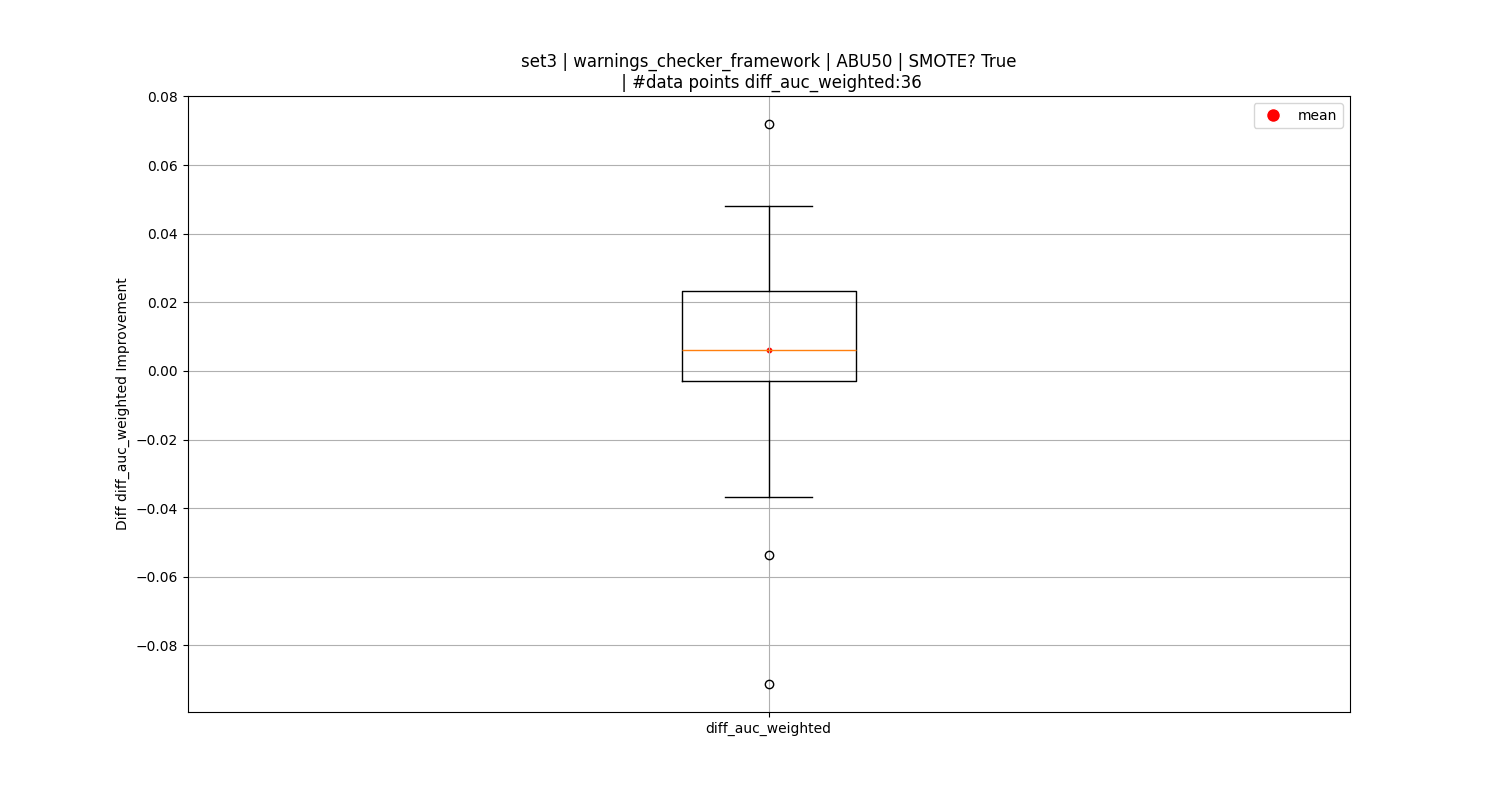 set3 | warnings_checker_framework | ABU50 | SMOTE? True
| #data points diff_auc_weighted:36
mean
0.08
0.06
0.04
0.02
0.00
−0.02
−0.04
−0.06
−0.08
Diff diff_auc_weighted Improvement
diff_auc_weighted